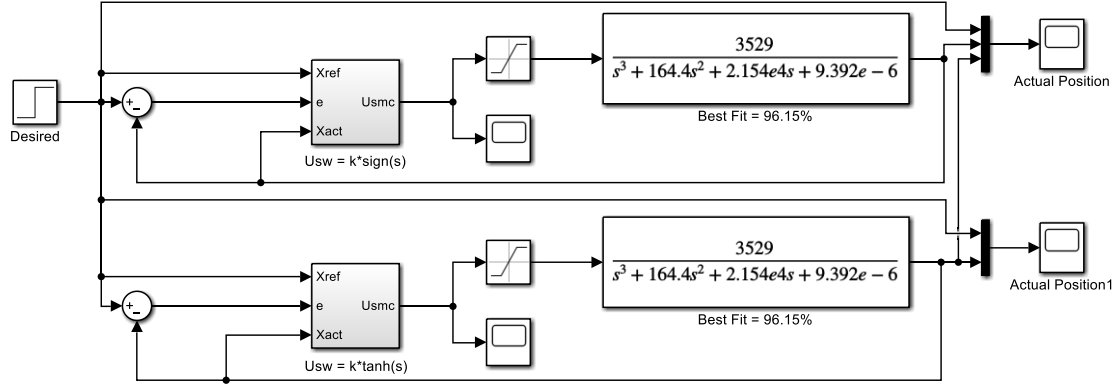 3529
s³ + 164.4s² + 2.154e4s + 9.392e − 6
Best Fit = 96.15%
Actual Position
Desired
+
−
Xref
e
Xact
Usmc
Usw = k*sign(s)
3529
s³ + 164.4s² + 2.154e4s + 9.392e − 6
Best Fit = 96.15%
Actual Position1
+
−
Xref
e
Xact
Usmc
Usw = k*tanh(s)